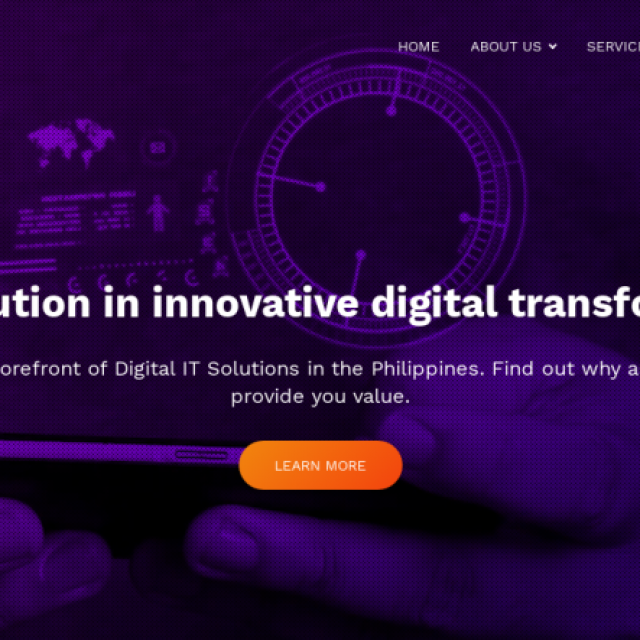 HOME ABOUT US SERVIC
ution in innovative digital transfo
orefront of Digital IT Solutions in the Philippines. Find out why a
provide you value.
LEARN MORE